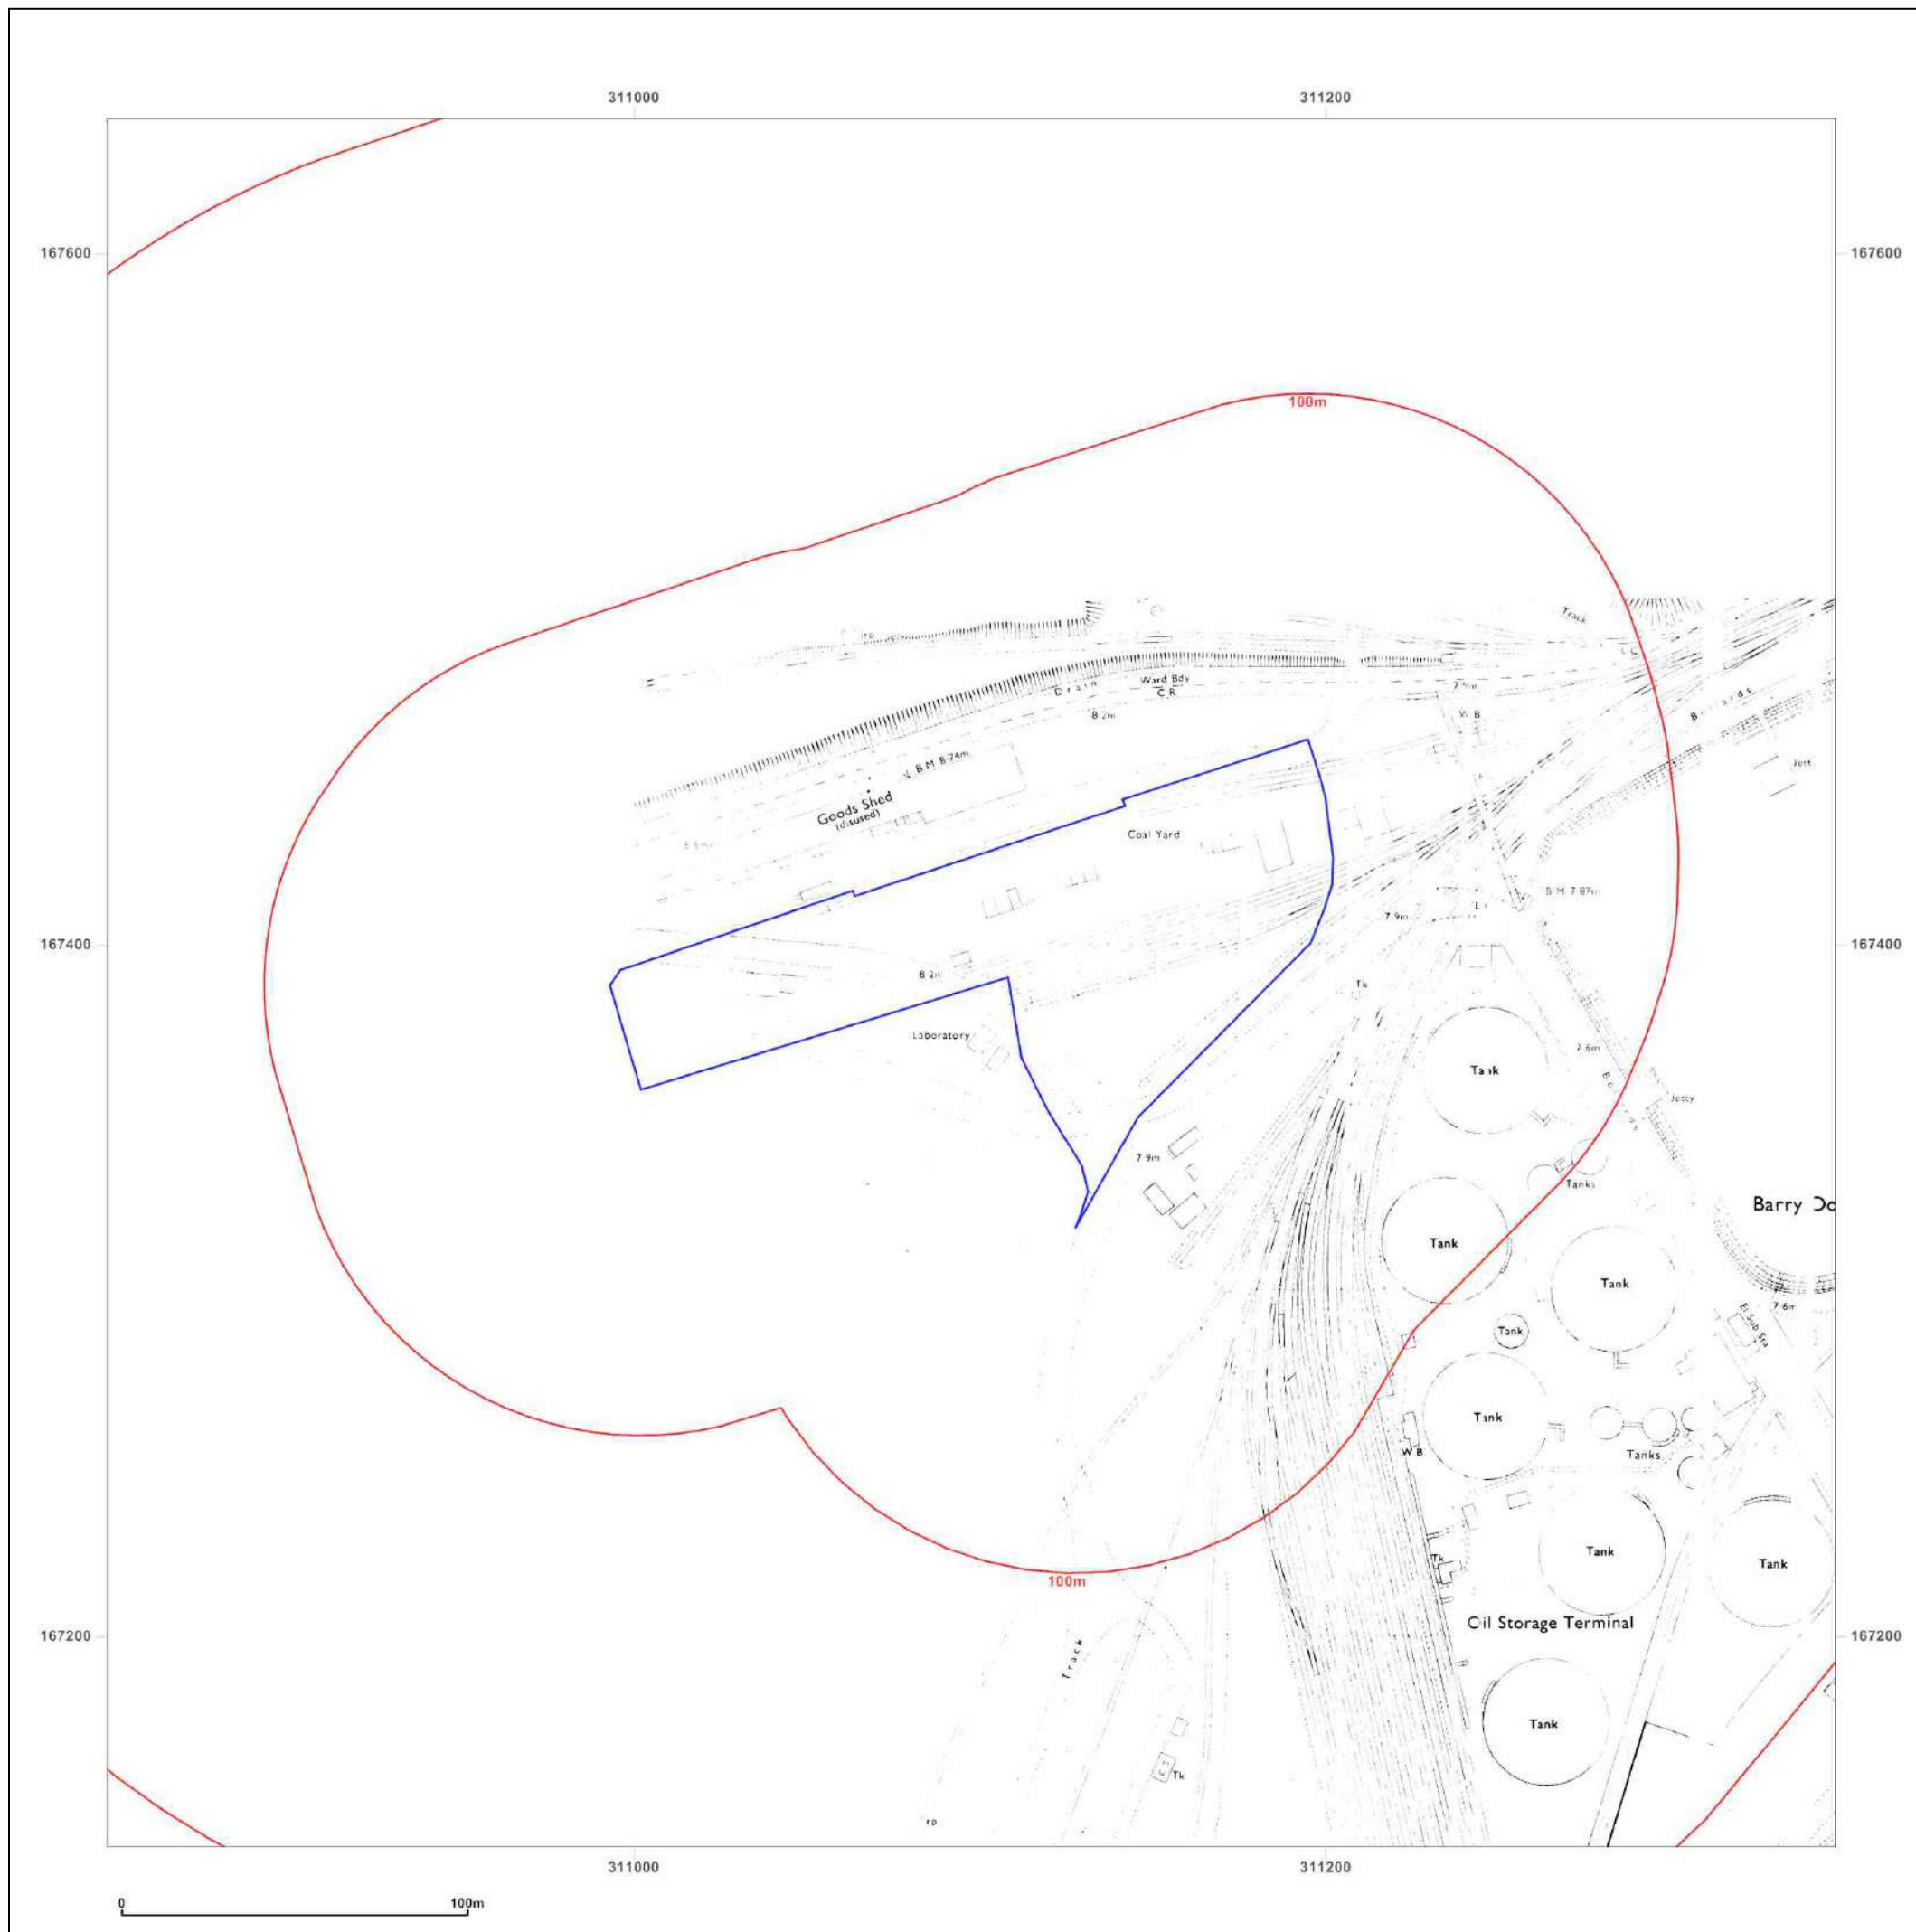 311000
311200
167600
167600
100m
Track
Drain
Ward Bdy
C R
8.2m
7.9m
W B
B M 8.74m
Goods Shed
(disused)
Coal Yard
B M 7.87m
7.9m
167400
167400
8.2m
Tk
Laboratory
Tank
7.6m
Jetty
7.9m
Tanks
Barry Do
Tank
Tank
7.6m
El Sub Sta
Tank
Tank
W B
Tanks
Tank
Tank
Tk
100m
Oil Storage Terminal
167200
167200
Track
Tank
Tk
311000
311200
0
100m